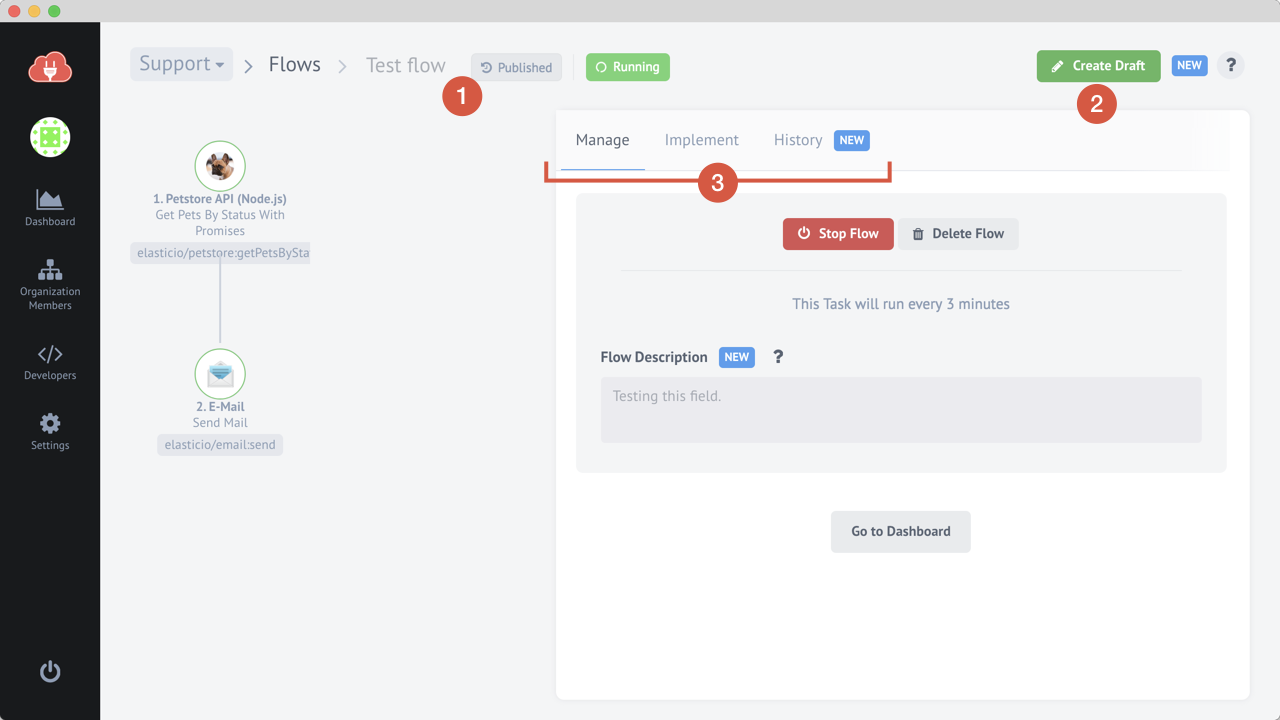 Support > Flows > Test flow
Published
Running
Create Draft
NEW
?
1
2
Manage
Implement
History
NEW
3
Dashboard
Organization
Members
Developers
Settings
1. Petstore API (Node.js)
Get Pets By Status With
Promises
elasticio/petstore:getPetsBySta
2. E-Mail
Send Mail
elasticio/email:send
Stop Flow
Delete Flow
This Task will run every 3 minutes
Flow Description
NEW
?
Testing this field.
Go to Dashboard